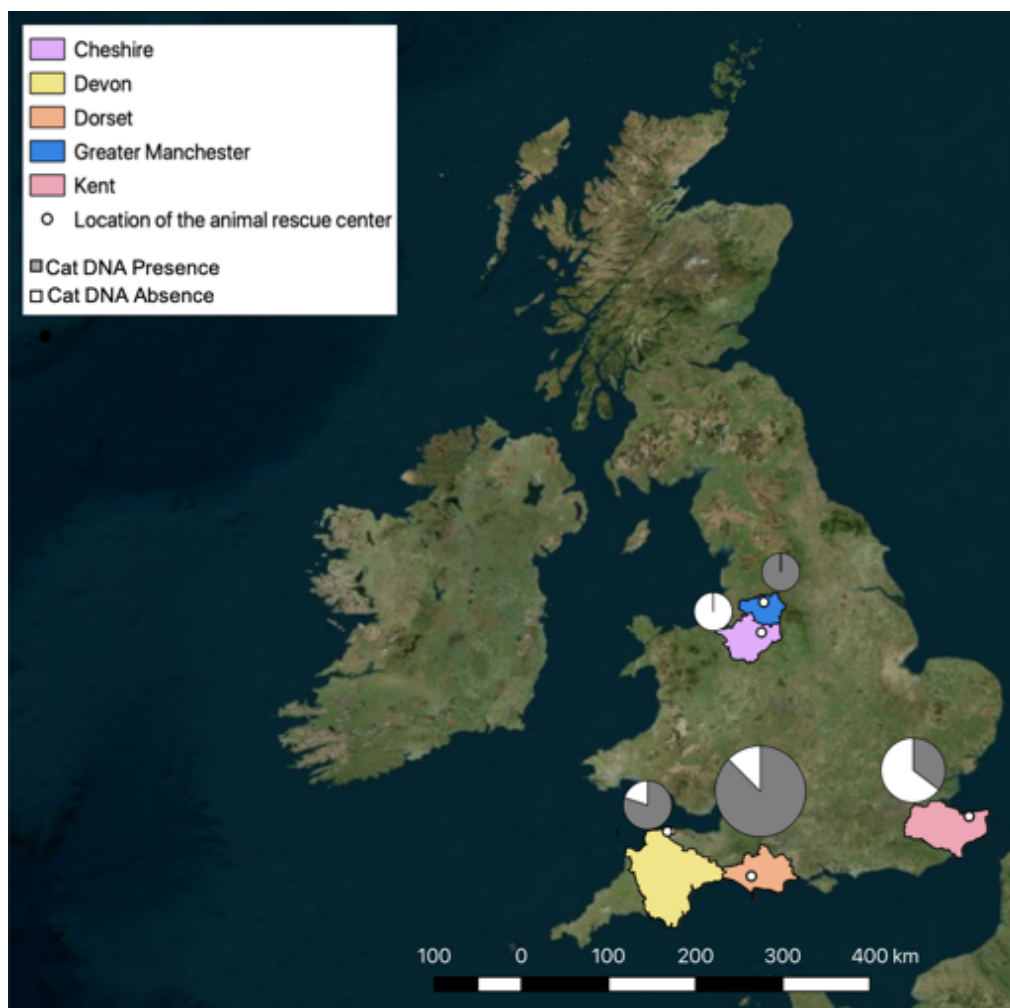 Cheshire
Devon
Dorset
Greater Manchester
Kent
Location of the animal rescue center
Cat DNA Presence
Cat DNA Absence
100 0 100 200 300 400 km